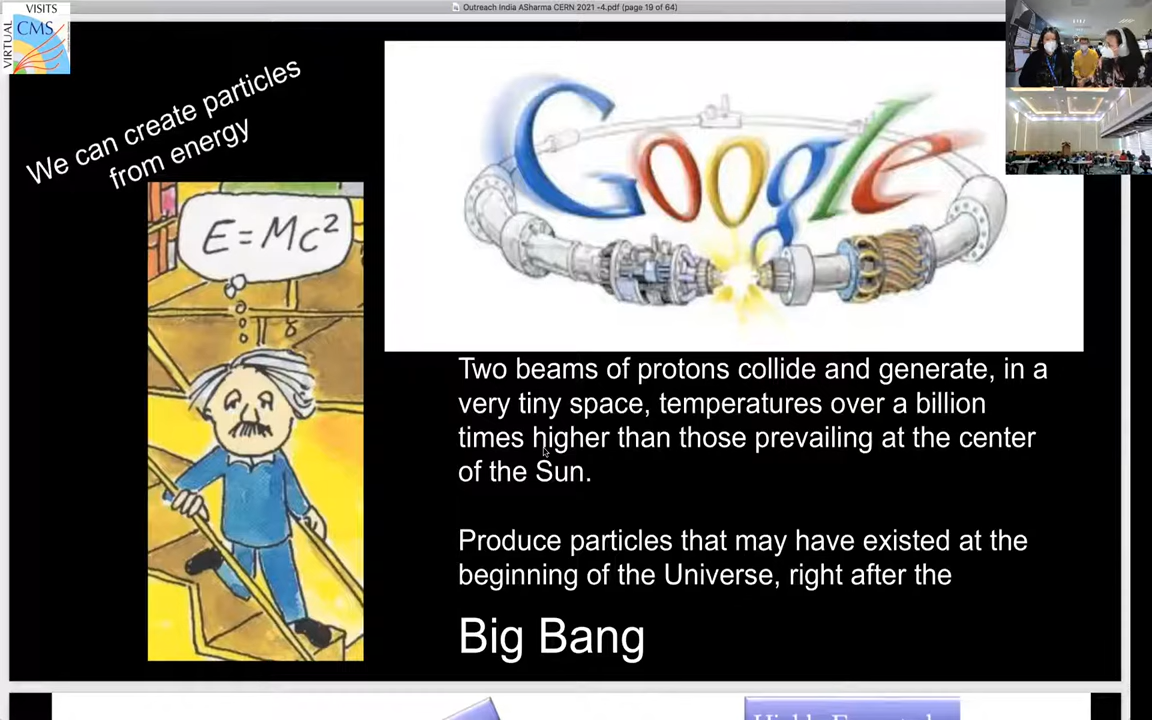 Outreach India ASharma CERN 2021 -4.pdf (page 19 of 64)
VISITS
VIRTUAL
CMS
We can create particles
from energy
E=Mc²
Google
Two beams of protons collide and generate, in a
very tiny space, temperatures over a billion
times higher than those prevailing at the center
of the Sun.
Produce particles that may have existed at the
beginning of the Universe, right after the
Big Bang